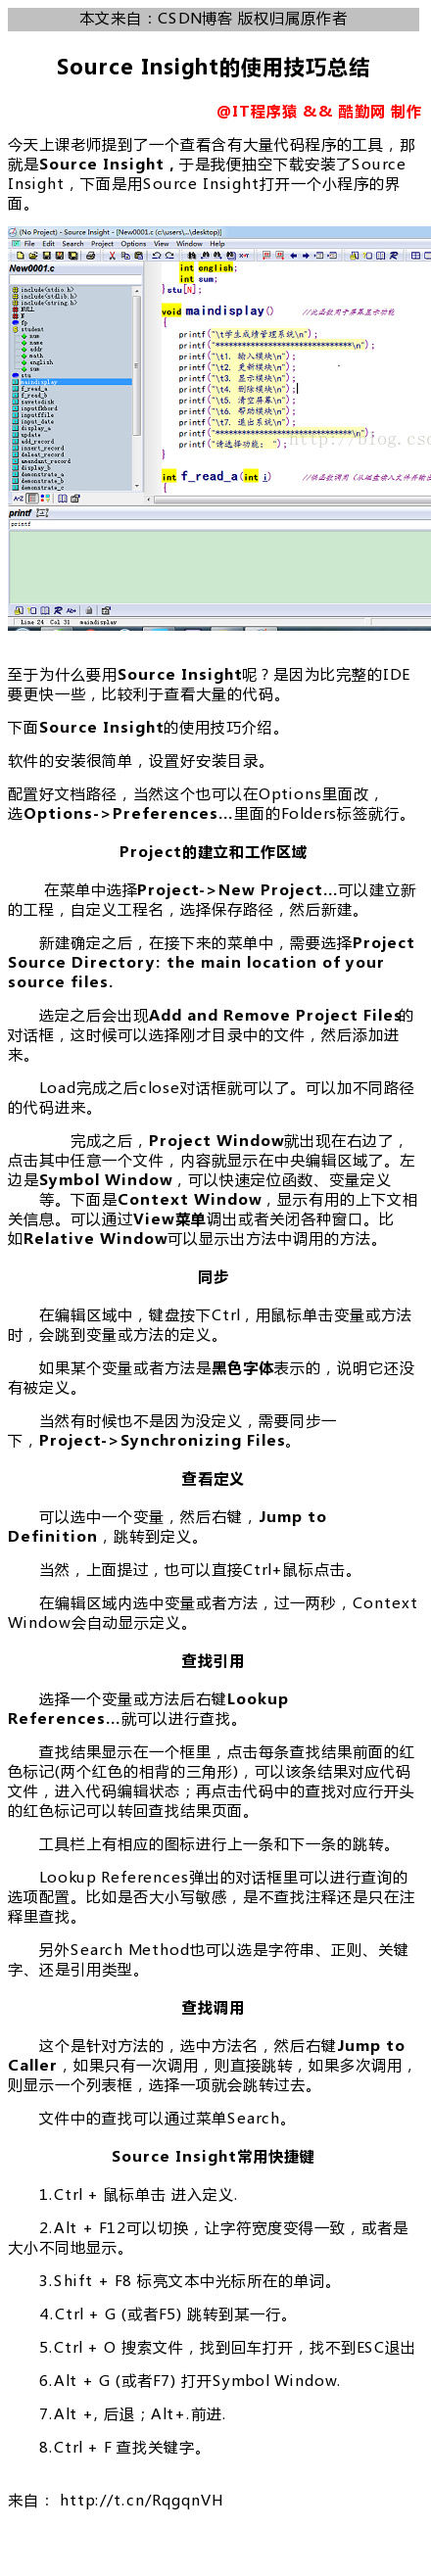 本文来自：CSDN博客 版权归属原作者
Source Insight的使用技巧总结
@IT程序猿 && 酷勤网 制作
今天上课老师提到了一个查看含有大量代码程序的工具，那
就是Source Insight，于是我便抽空下载安装了Source
Insight，下面是用Source Insight打开一个小程序的界
面。
(No Project) - Source Insight - [New0001.c (c:\users\...\desktop)]
File Edit Search Project Options View Window Help
New0001.c
include<stdio.h>
include<stdlib.h>
include<string.h>
NULL
N
fp
student
num
name
addr
math
english
sum
stu
maindisplay
f_read_a
f_read_b
savetodisk
inputfkbord
inputffile
input_date
display_a
update
add_record
insert_record
deleat_record
amendant_record
display_b
demonstrate_a
demonstrate_b
demonstrate_c
int english;
int sum;
}stu[N];
void maindisplay() //此函数用于屏幕显示功能
{
printf("\t学生成绩管理系统\n");
printf("******************************\n");
printf("\t1. 输入模块\n");
printf("\t2. 更新模块\n");
printf("\t3. 显示模块\n");
printf("\t4. 删除模块\n");
printf("\t5. 清空屏幕\n");
printf("\t6. 帮助模块\n");
printf("\t7. 退出系统\n");
printf("******************************\n");
printf("请选择功能： ");
}
http://blog.csd
int f_read_a(int i)
{
printf
printf
Line 24 Col 31 maindisplay
至于为什么要用Source Insight呢？是因为比完整的IDE
要更快一些，比较利于查看大量的代码。
下面Source Insight的使用技巧介绍。
软件的安装很简单，设置好安装目录。
配置好文档路径，当然这个也可以在Options里面改，
选Options->Preferences...里面的Folders标签就行。
Project的建立和工作区域
在菜单中选择Project->New Project...可以建立新
的工程，自定义工程名，选择保存路径，然后新建。
新建确定之后，在接下来的菜单中，需要选择Project
Source Directory: the main location of your
source files.
选定之后会出现Add and Remove Project Files的
对话框，这时候可以选择刚才目录中的文件，然后添加进
来。
Load完成之后close对话框就可以了。可以加不同路径
的代码进来。
完成之后，Project Window就出现在右边了，
点击其中任意一个文件，内容就显示在中央编辑区域了。左
边是Symbol Window，可以快速定位函数、变量定义
等。下面是Context Window，显示有用的上下文相
关信息。可以通过View菜单调出或者关闭各种窗口。比
如Relative Window可以显示出方法中调用的方法。
同步
在编辑区域中，键盘按下Ctrl，用鼠标单击变量或方法
时，会跳到变量或方法的定义。
如果某个变量或者方法是黑色字体表示的，说明它还没
有被定义。
当然有时候也不是因为没定义，需要同步一
下，Project->Synchronizing Files。
查看定义
可以选中一个变量，然后右键，Jump to
Definition，跳转到定义。
当然，上面提过，也可以直接Ctrl+鼠标点击。
在编辑区域内选中变量或者方法，过一两秒，Context
Window会自动显示定义。
查找引用
选择一个变量或方法后右键Lookup
References...就可以进行查找。
查找结果显示在一个框里，点击每条查找结果前面的红
色标记(两个红色的相背的三角形)，可以该条结果对应代码
文件，进入代码编辑状态；再点击代码中的查找对应行开头
的红色标记可以转回查找结果页面。
工具栏上有相应的图标进行上一条和下一条的跳转。
Lookup References弹出的对话框里可以进行查询的
选项配置。比如是否大小写敏感，是不查找注释还是只在注
释里查找。
另外Search Method也可以选是字符串、正则、关键
字、还是引用类型。
查找调用
这个是针对方法的，选中方法名，然后右键Jump to
Caller，如果只有一次调用，则直接跳转，如果多次调用，
则显示一个列表框，选择一项就会跳转过去。
文件中的查找可以通过菜单Search。
Source Insight常用快捷键
1.Ctrl + 鼠标单击 进入定义.
2.Alt + F12可以切换，让字符宽度变得一致，或者是
大小不同地显示。
3.Shift + F8 标亮文本中光标所在的单词。
4.Ctrl + G (或者F5) 跳转到某一行。
5.Ctrl + O 搜索文件，找到回车打开，找不到ESC退出
6.Alt + G (或者F7) 打开Symbol Window.
7.Alt +, 后退；Alt+.前进.
8.Ctrl + F 查找关键字。
来自： http://t.cn/RqgqnVH